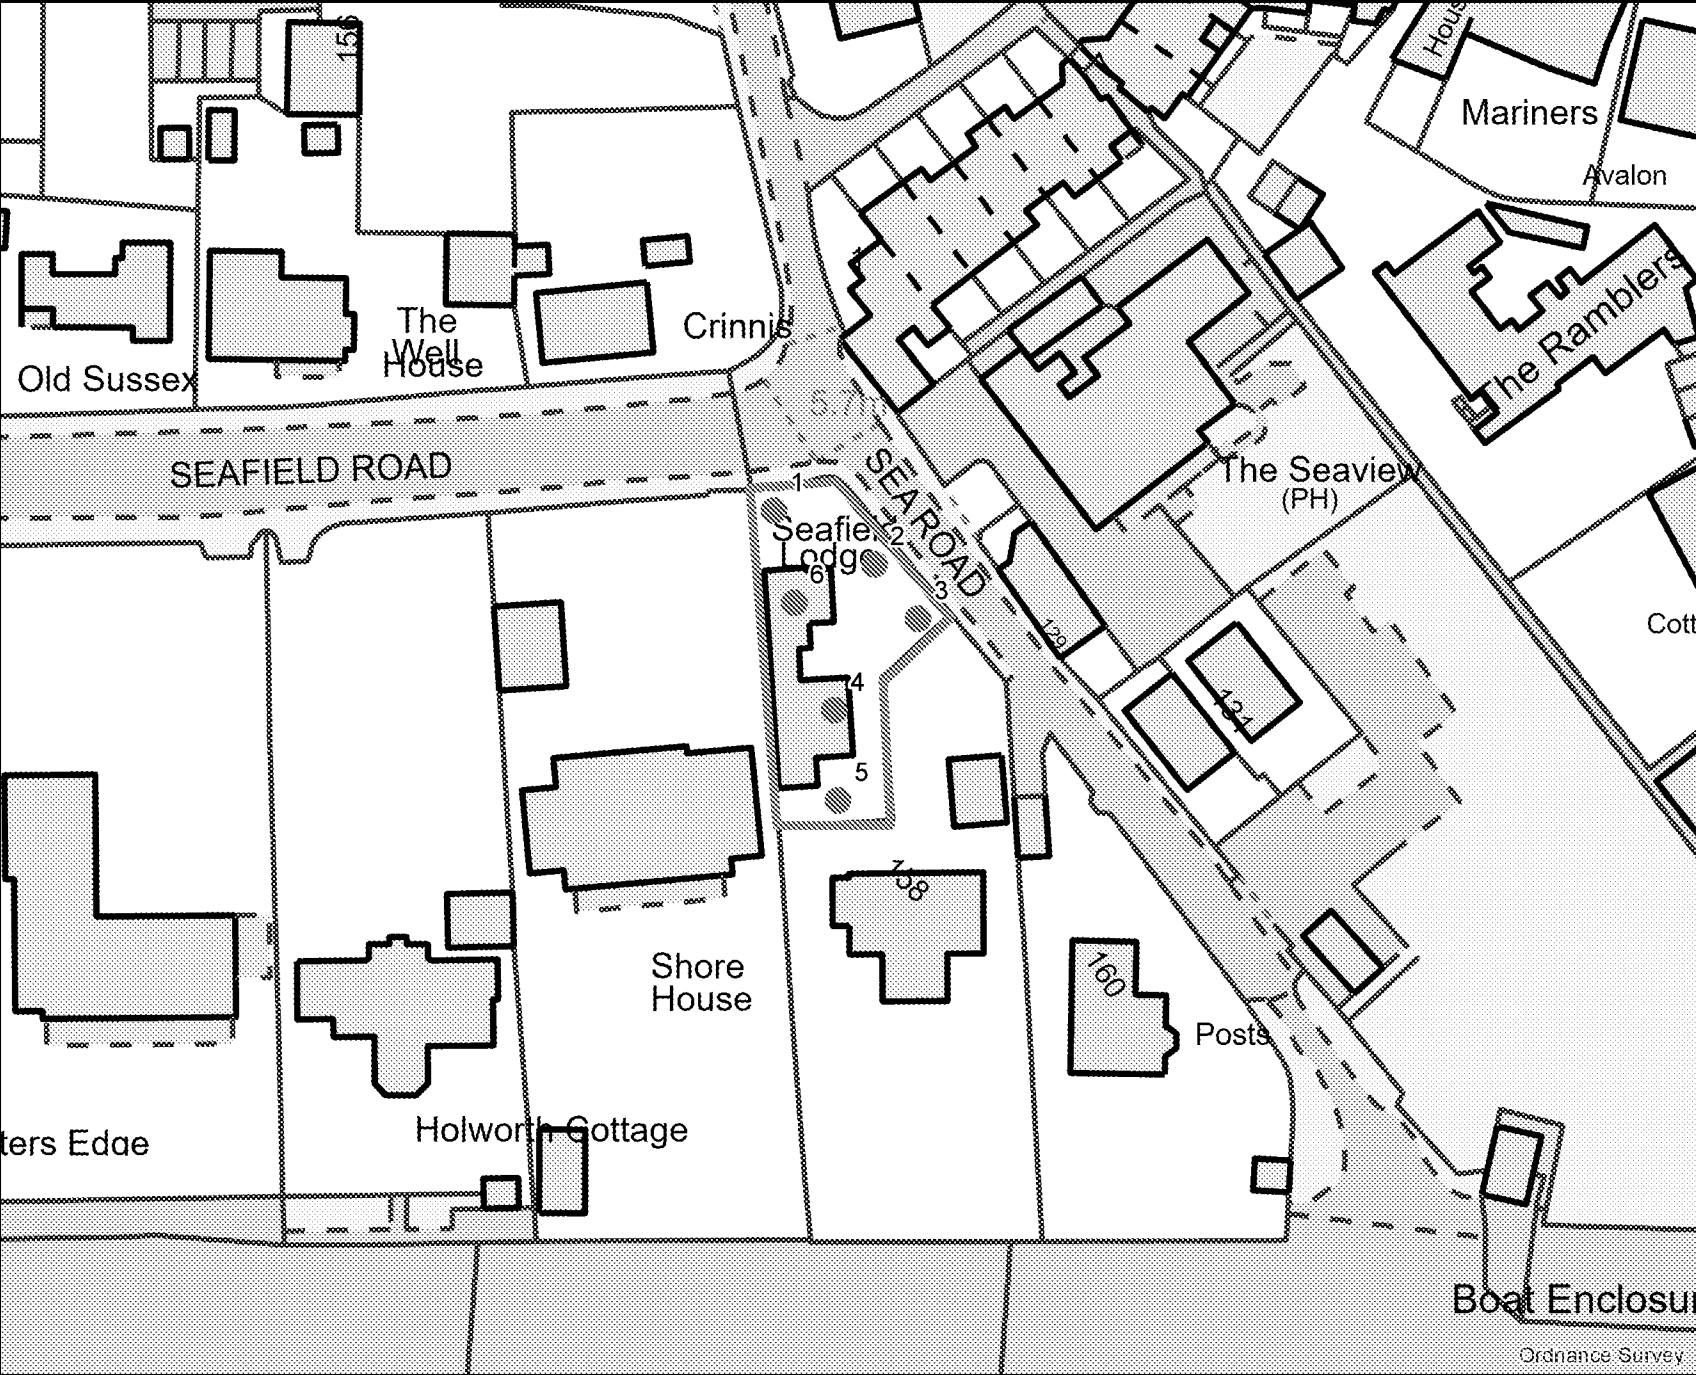 156
Hous
Mariners
Avalon
The Ramblers
The
Well
House
Crinnis
Old Sussex
SEAFIELD ROAD
SEA ROAD
The Seaview
(PH)
1
2
3
6
4
5
129
131
Cott
158
160
Shore
House
Posts
Holworth Cottage
ters Edge
Boat Enclosur
Ordnance Survey